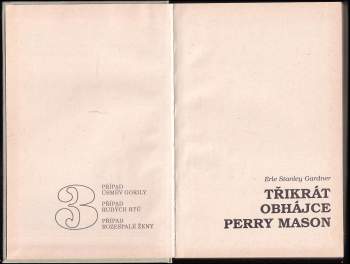 3
PŘÍPAD
ÚSMĚV GORILY
PŘÍPAD
RUDÝCH RTŮ
PŘÍPAD
ROZESPALÉ ŽENY
Erle Stanley Gardner
TŘIKRÁT
OBHÁJCE
PERRY MASON